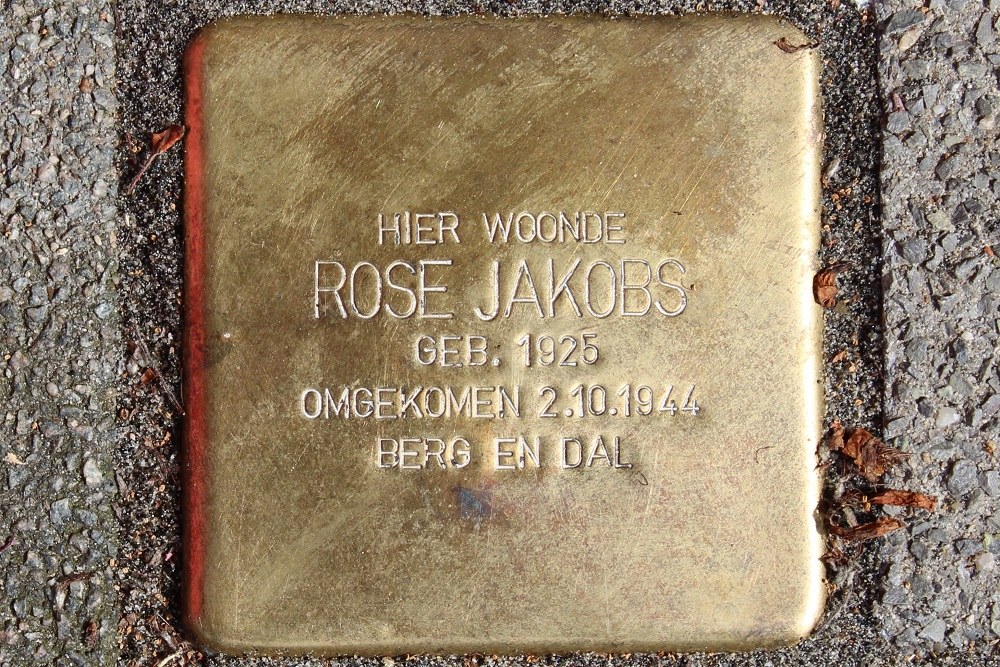 HIER WOONDE
ROSE JAKOBS
GEB. 1925
OMGEKOMEN 2.10.1944
BERG EN DAL